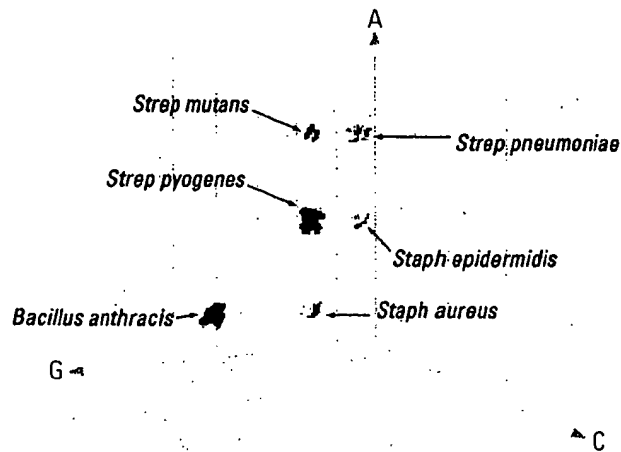 A
Strep mutans
Strep pneumoniae
Strep pyogenes
Staph epidermidis
Bacillus anthracis
Staph aureus
G
C